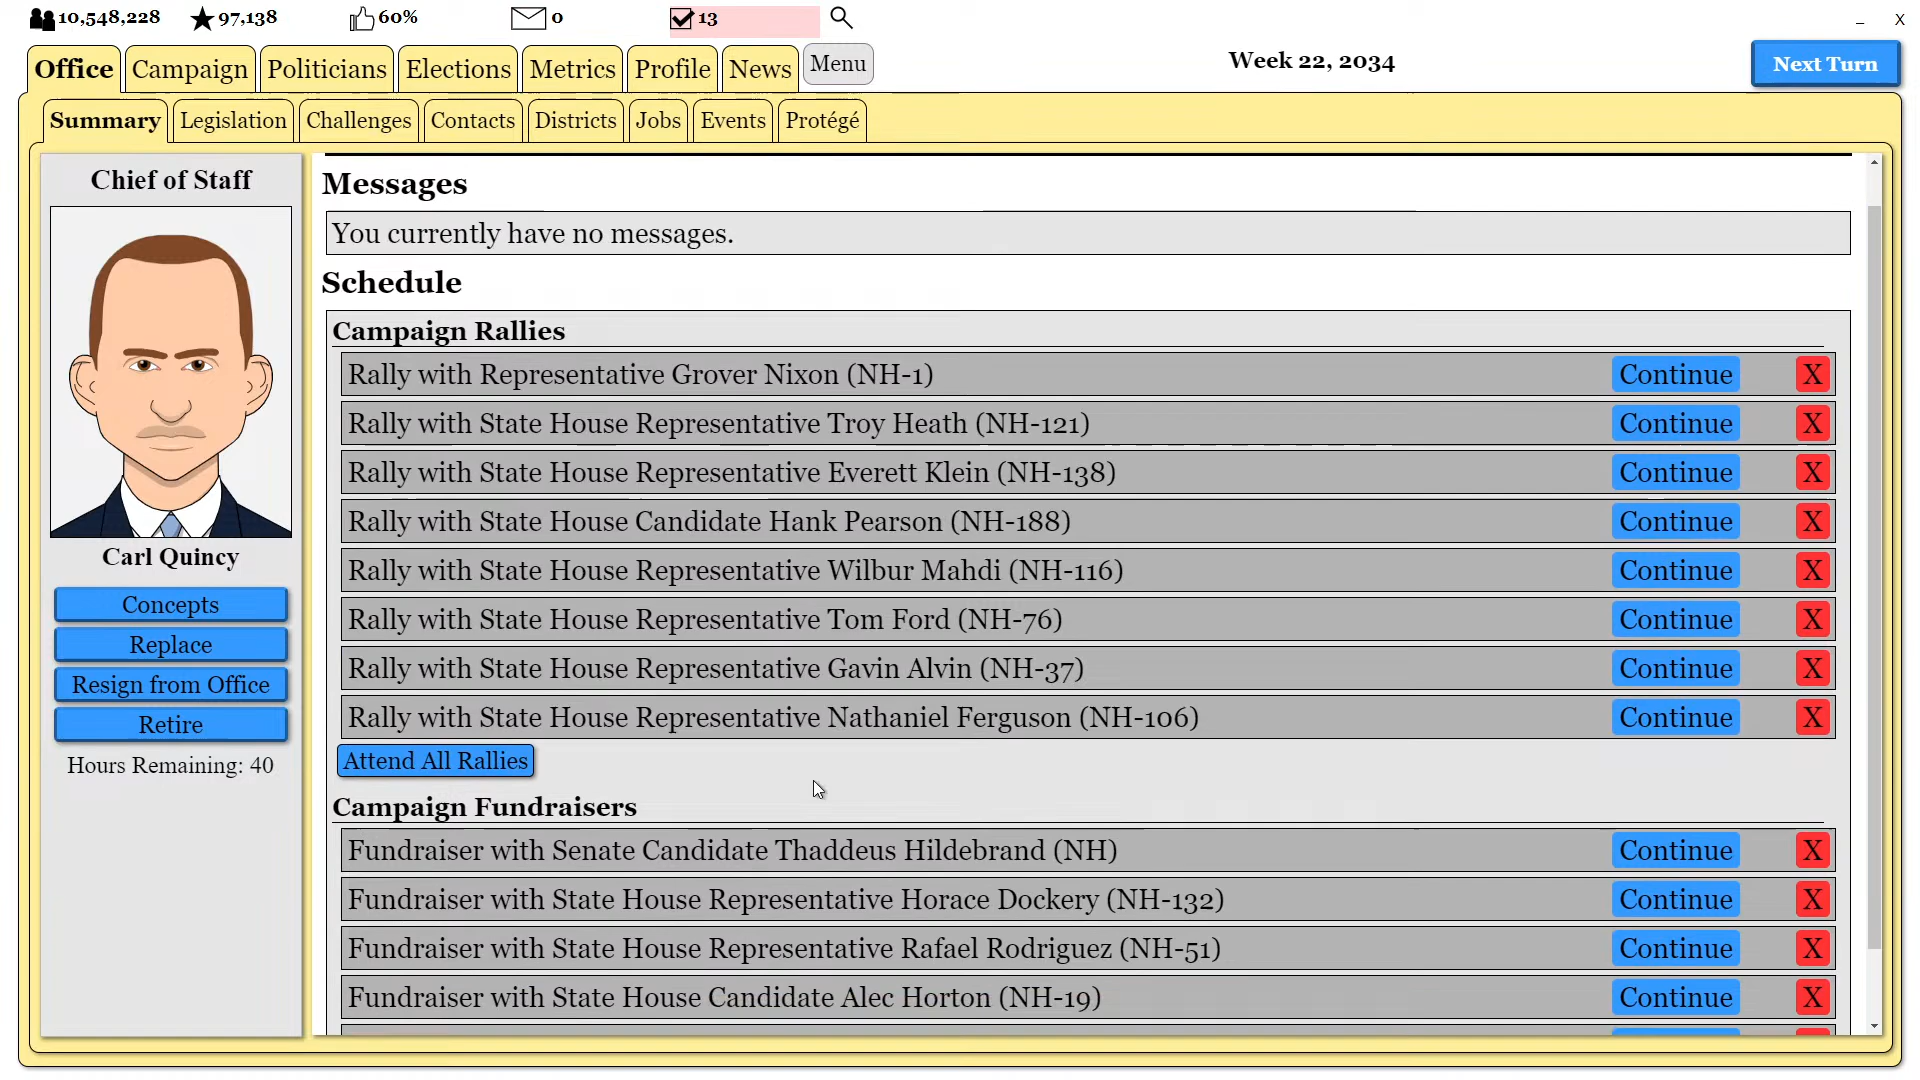 10,548,228 97,138 60% 0 13 _ X
Office Campaign Politicians Elections Metrics Profile News Menu Week 22, 2034 Next Turn
Summary Legislation Challenges Contacts Districts Jobs Events Protégé
Chief of Staff
Carl Quincy
Concepts
Replace
Resign from Office
Retire
Hours Remaining: 40
Messages
You currently have no messages.
Schedule
Campaign Rallies
Rally with Representative Grover Nixon (NH-1) Continue X
Rally with State House Representative Troy Heath (NH-121) Continue X
Rally with State House Representative Everett Klein (NH-138) Continue X
Rally with State House Candidate Hank Pearson (NH-188) Continue X
Rally with State House Representative Wilbur Mahdi (NH-116) Continue X
Rally with State House Representative Tom Ford (NH-76) Continue X
Rally with State House Representative Gavin Alvin (NH-37) Continue X
Rally with State House Representative Nathaniel Ferguson (NH-106) Continue X
Attend All Rallies
Campaign Fundraisers
Fundraiser with Senate Candidate Thaddeus Hildebrand (NH) Continue X
Fundraiser with State House Representative Horace Dockery (NH-132) Continue X
Fundraiser with State House Representative Rafael Rodriguez (NH-51) Continue X
Fundraiser with State House Candidate Alec Horton (NH-19) Continue X